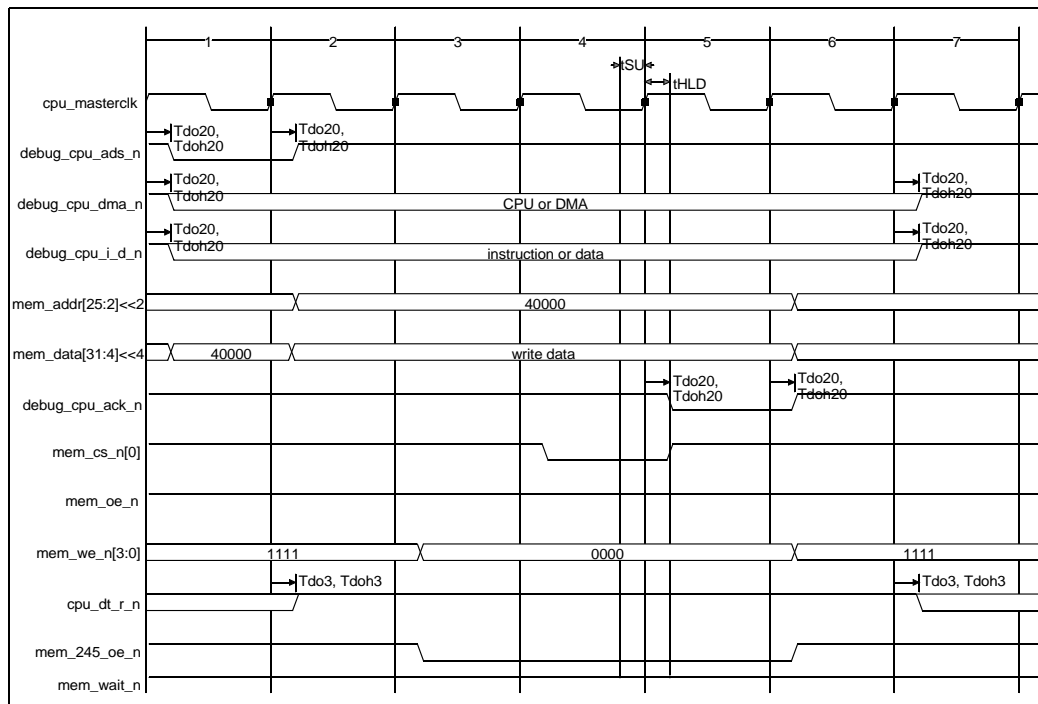 1 2 3 4 5 6 7
tSU
tHLD
cpu_masterclk
Tdo20, Tdo20,
Tdoh20 Tdoh20
debug_cpu_ads_n
Tdo20, Tdo20,
Tdoh20 Tdoh20
debug_cpu_dma_n CPU or DMA
Tdo20, Tdo20,
Tdoh20 Tdoh20
debug_cpu_i_d_n instruction or data
mem_addr[25:2]<<2 40000
mem_data[31:4]<<4 40000 write data
Tdo20, Tdo20,
Tdoh20 Tdoh20
debug_cpu_ack_n
mem_cs_n[0]
mem_oe_n
mem_we_n[3:0] 1111 0000 1111
Tdo3, Tdoh3 Tdo3, Tdoh3
cpu_dt_r_n
mem_245_oe_n
mem_wait_n